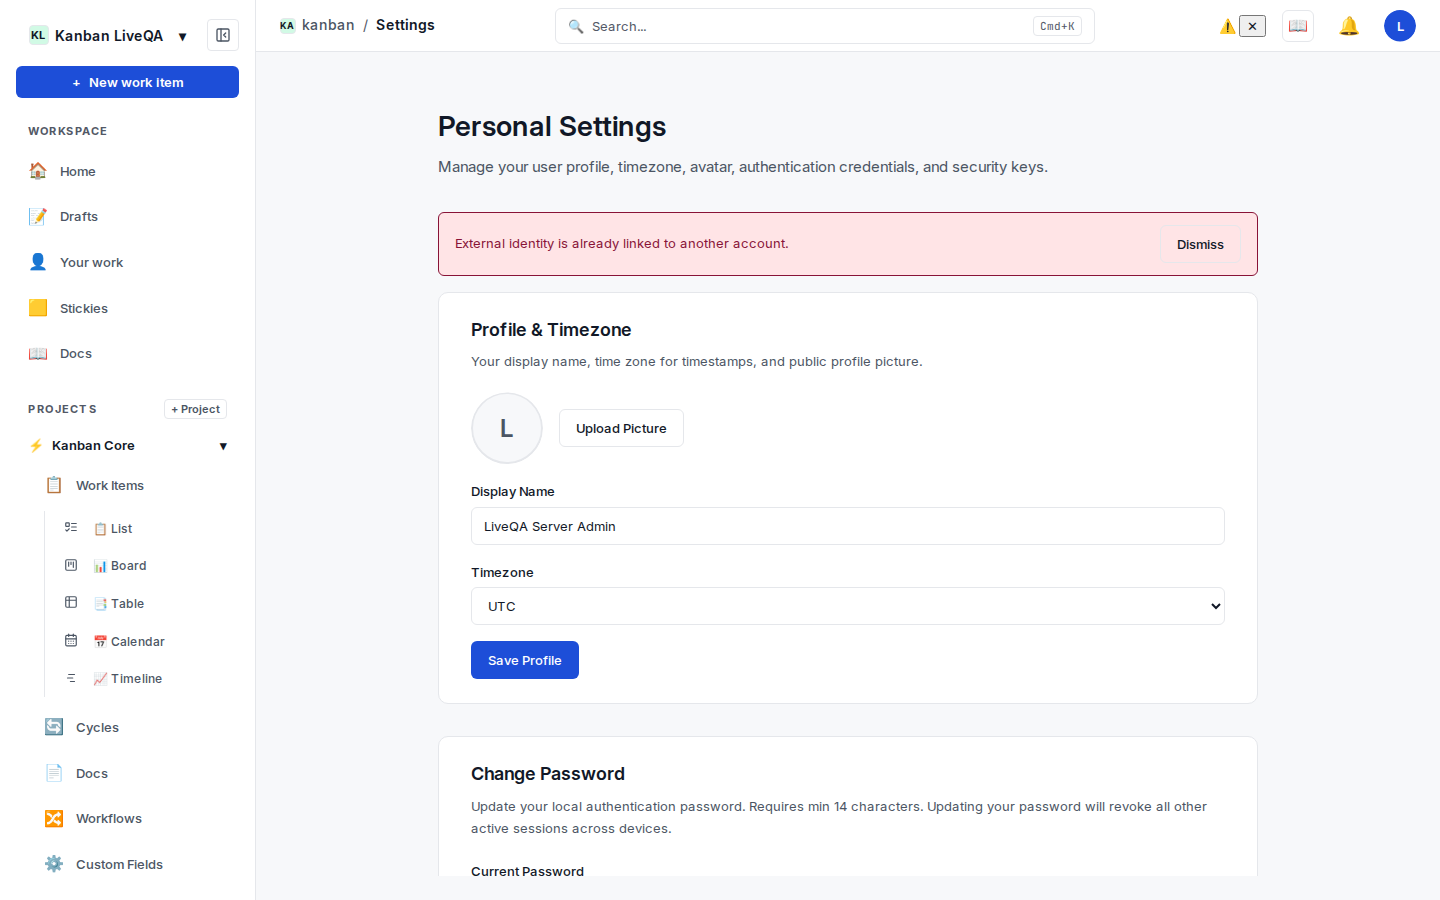 KL Kanban LiveQA ▾
+ New work item
WORKSPACE
Home
Drafts
Your work
Stickies
Docs
PROJECTS
+ Project
Kanban Core ▾
Work Items
List
Board
Table
Calendar
Timeline
Cycles
Docs
Workflows
Custom Fields
KA kanban / Settings
Search...
Cmd+K
✕
L
Personal Settings
Manage your user profile, timezone, avatar, authentication credentials, and security keys.
External identity is already linked to another account.
Dismiss
Profile & Timezone
Your display name, time zone for timestamps, and public profile picture.
L
Upload Picture
Display Name
LiveQA Server Admin
Timezone
UTC
Save Profile
Change Password
Update your local authentication password. Requires min 14 characters. Updating your password will revoke all other
active sessions across devices.
Current Password